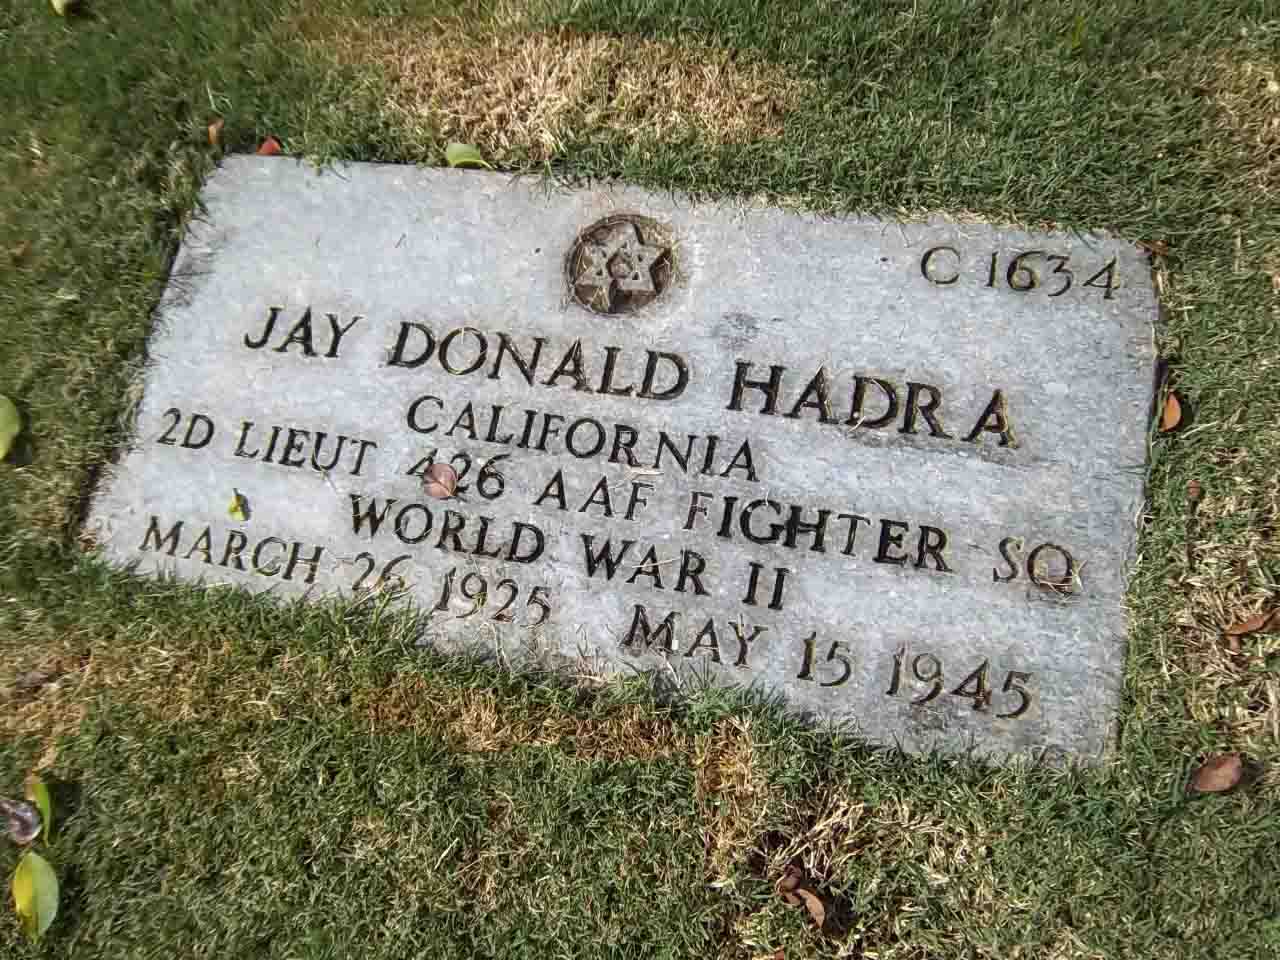 C 1634
JAY DONALD HADRA
CALIFORNIA
2D LIEUT 426 AAF FIGHTER SQ
WORLD WAR II
MARCH 26 1925 MAY 15 1945